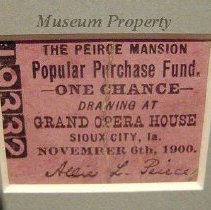 Museum Property
18332
THE PEIRCE MANSION
Popular Purchase Fund.
—ONE CHANCE—
DRAWING AT
GRAND OPERA HOUSE
SIOUX CITY, Ia.
NOVEMBER 6th, 1900.
L. Peirce